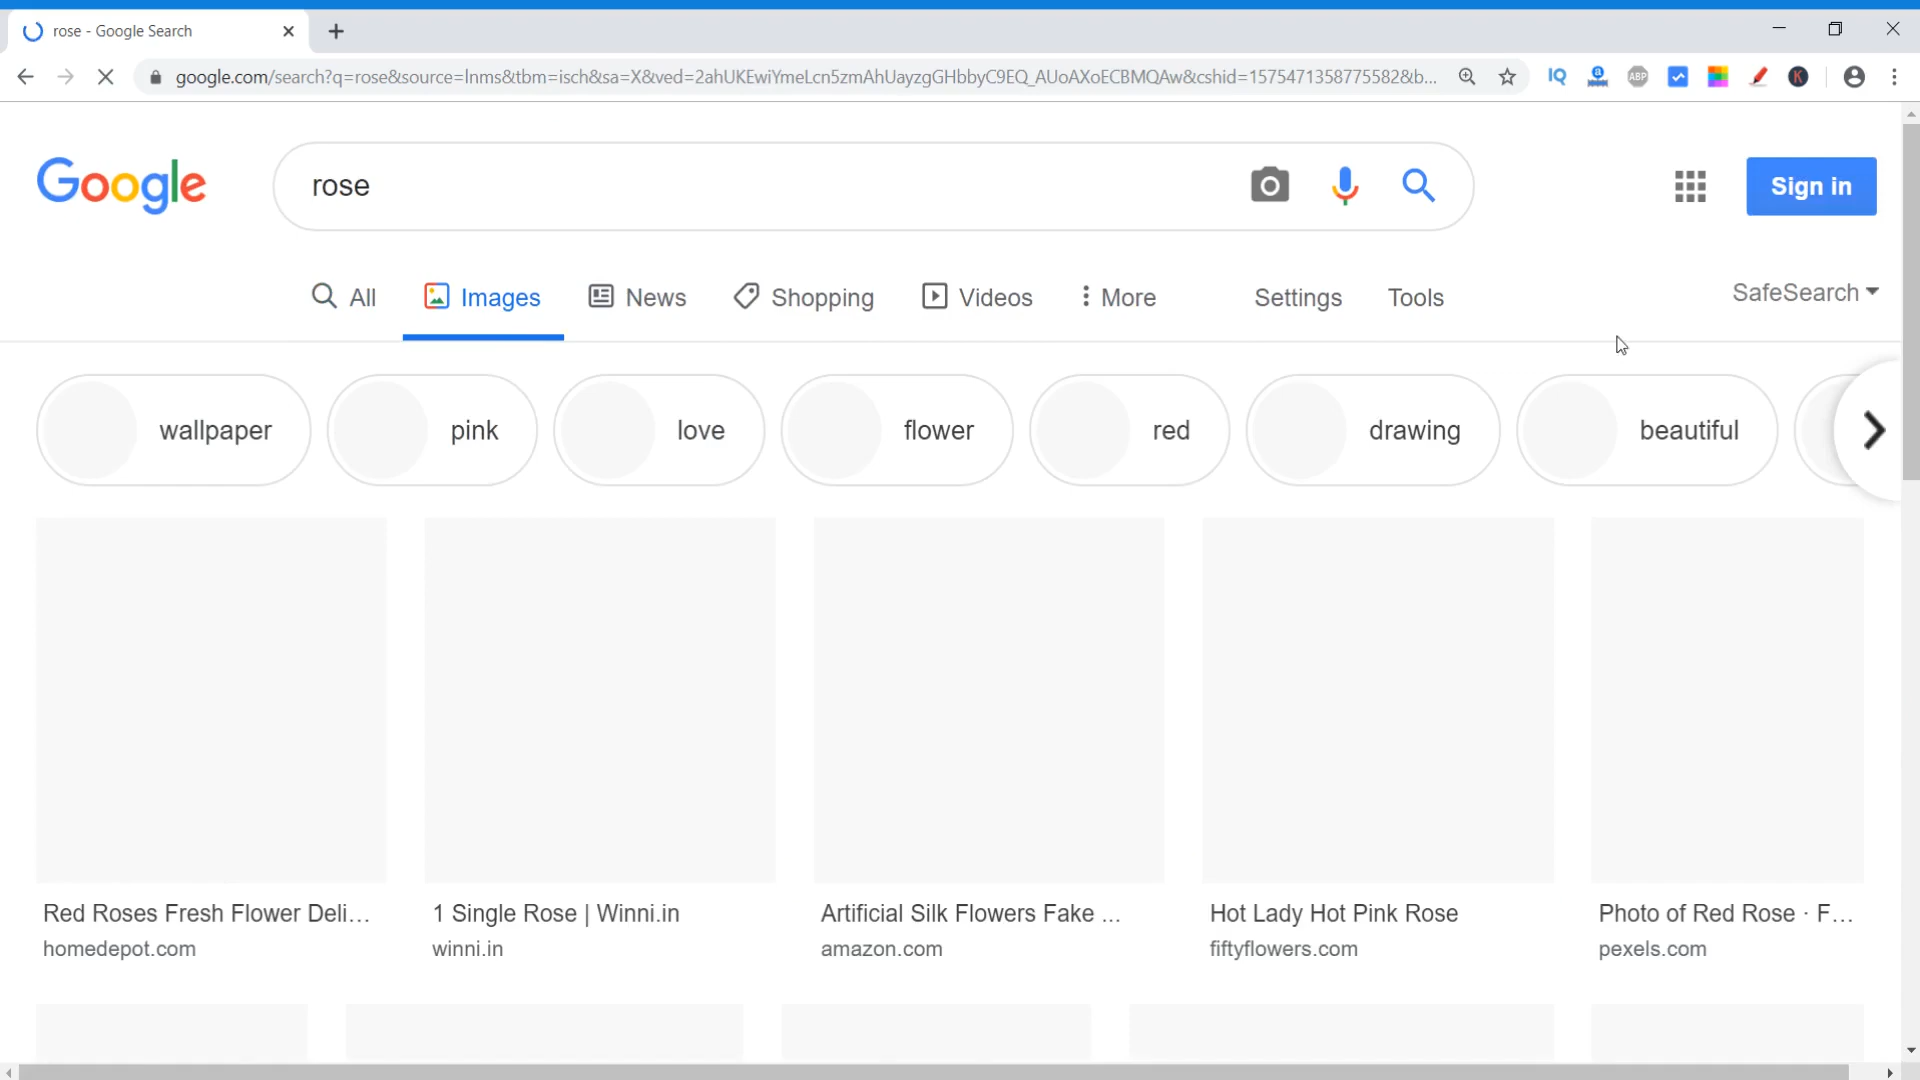 rose - Google Search
google.com/search?q=rose&source=lnms&tbm=isch&sa=X&ved=2ahUKEwiYmeLcn5zmAhUayzgGHbbyC9EQ_AUoAXoECBMQAw&cshid=1575471358775582&b...
IQ
a
ABP
K
Google
rose
Sign in
All
Images
News
Shopping
Videos
More
Settings
Tools
SafeSearch
wallpaper
pink
love
flower
red
drawing
beautiful
Red Roses Fresh Flower Deli...
1 Single Rose | Winni.in
Artificial Silk Flowers Fake ...
Hot Lady Hot Pink Rose
Photo of Red Rose · F...
homedepot.com
winni.in
amazon.com
fiftyflowers.com
pexels.com